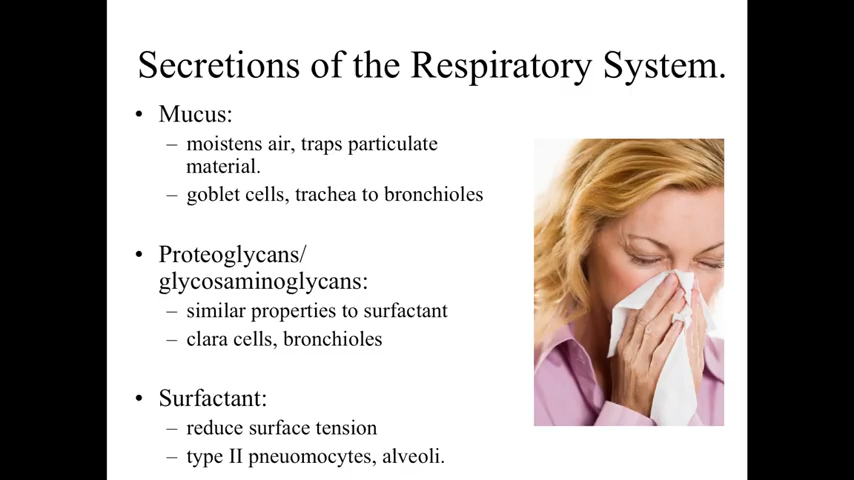 Secretions of the Respiratory System.
• Mucus:
– moistens air, traps particulate
material.
– goblet cells, trachea to bronchioles
• Proteoglycans/
glycosaminoglycans:
– similar properties to surfactant
– clara cells, bronchioles
• Surfactant:
– reduce surface tension
– type II pneuomocytes, alveoli.